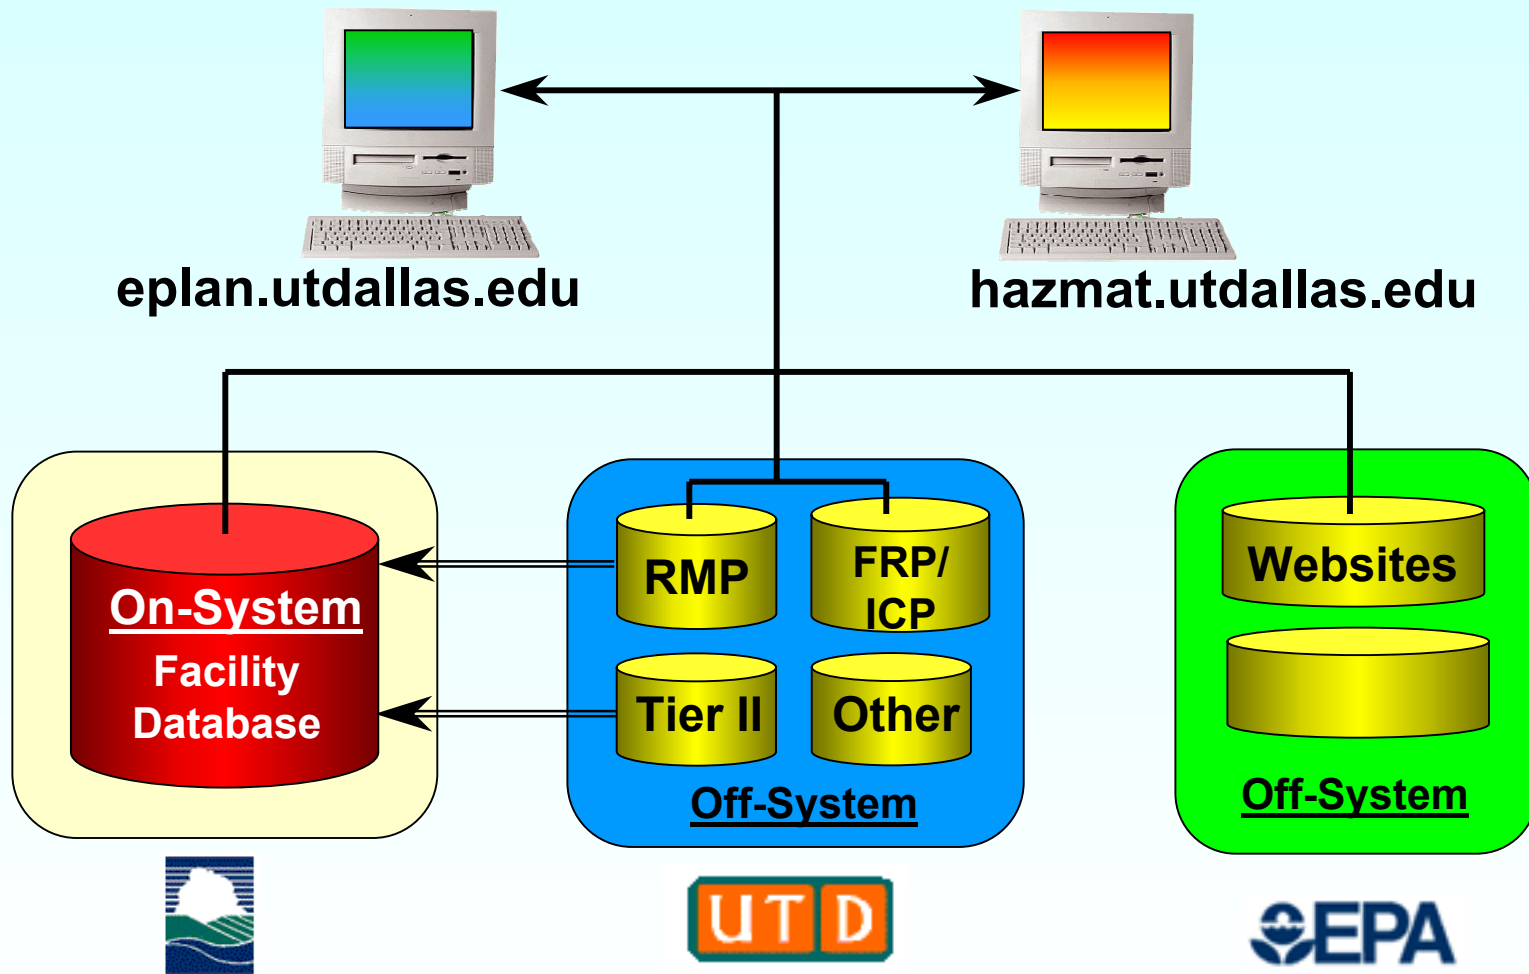 eplan.utdallas.edu
hazmat.utdallas.edu
On-System
Facility
Database
RMP
FRP/
ICP
Tier II
Other
Off-System
Websites
Off-System
UTD
EPA